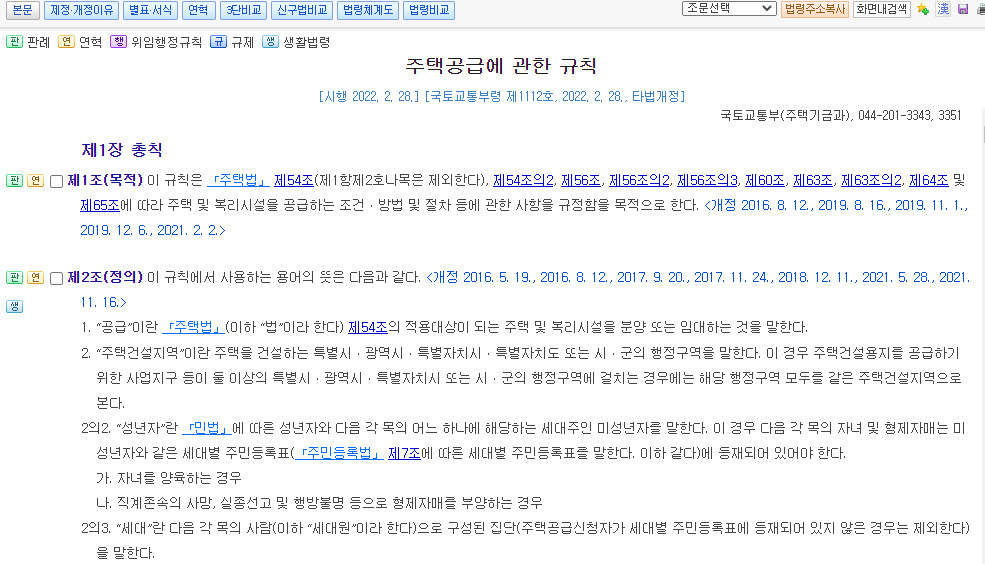 본문 제정·개정이유 별표·서식 연혁 3단비교 신구법비교 법령체계도 법령비교 조문선택 법령주소복사 화면내검색 漢
판 판례 연 연혁 행 위임행정규칙 규 규제 생 생활법령
주택공급에 관한 규칙
[시행 2022. 2. 28.] [국토교통부령 제1112호, 2022. 2. 28., 타법개정]
국토교통부(주택기금과), 044-201-3343, 3351
제1장 총칙
판 연 제1조(목적) 이 규칙은 「주택법」 제54조(제1항제2호나목은 제외한다), 제54조의2, 제56조, 제56조의2, 제56조의3, 제60조, 제63조, 제63조의2, 제64조 및
제65조에 따라 주택 및 복리시설을 공급하는 조건ㆍ방법 및 절차 등에 관한 사항을 규정함을 목적으로 한다. <개정 2016. 8. 12., 2019. 8. 16., 2019. 11. 1.,
2019. 12. 6., 2021. 2. 2.>
판 연 제2조(정의) 이 규칙에서 사용하는 용어의 뜻은 다음과 같다. <개정 2016. 5. 19., 2016. 8. 12., 2017. 9. 20., 2017. 11. 24., 2018. 12. 11., 2021. 5. 28., 2021.
생 11. 16.>
1. “공급”이란 「주택법」(이하 “법”이라 한다) 제54조의 적용대상이 되는 주택 및 복리시설을 분양 또는 임대하는 것을 말한다.
2. “주택건설지역”이란 주택을 건설하는 특별시ㆍ광역시ㆍ특별자치시ㆍ특별자치도 또는 시ㆍ군의 행정구역을 말한다. 이 경우 주택건설용지를 공급하기
위한 사업지구 등이 둘 이상의 특별시ㆍ광역시ㆍ특별자치시 또는 시ㆍ군의 행정구역에 걸치는 경우에는 해당 행정구역 모두를 같은 주택건설지역으로
본다.
2의2. “성년자”란 「민법」에 따른 성년자와 다음 각 목의 어느 하나에 해당하는 세대주인 미성년자를 말한다. 이 경우 다음 각 목의 자녀 및 형제자매는 미
성년자와 같은 세대별 주민등록표(「주민등록법」 제7조에 따른 세대별 주민등록표를 말한다. 이하 같다)에 등재되어 있어야 한다.
가. 자녀를 양육하는 경우
나. 직계존속의 사망, 실종선고 및 행방불명 등으로 형제자매를 부양하는 경우
2의3. “세대”란 다음 각 목의 사람(이하 “세대원”이라 한다)으로 구성된 집단(주택공급신청자가 세대별 주민등록표에 등재되어 있지 않은 경우는 제외한다)
을 말한다.